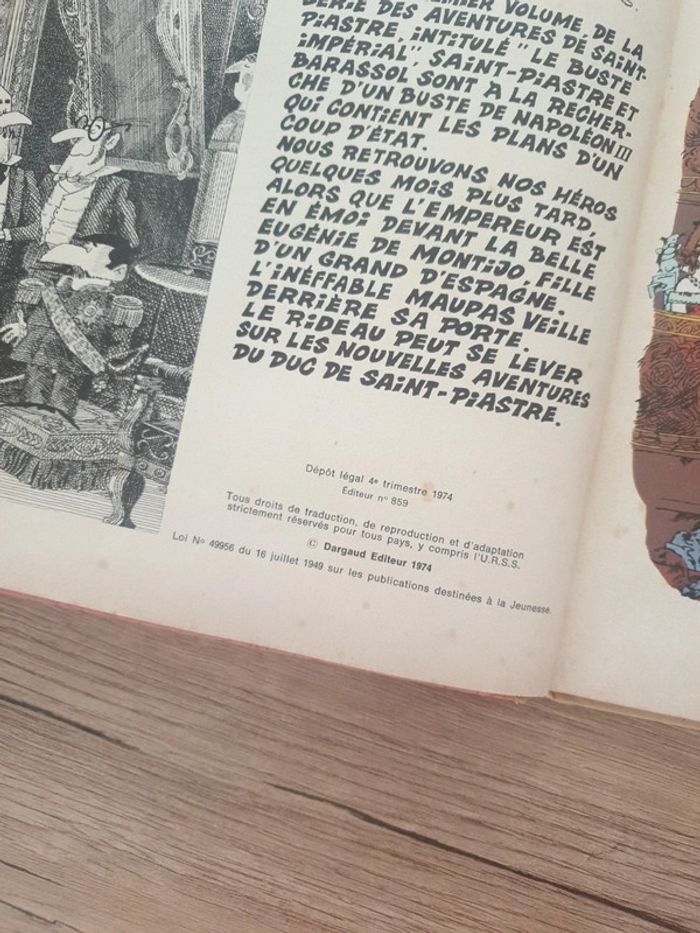 VOLUME, DE LA
SERIE DES AVENTURES DE SAINT-
PIASTRE, INTITULÉ "LE BUSTE
IMPÉRIAL", SAINT-PIASTRE ET
BARASSOL SONT A LA RECHER-
CHE D'UN BUSTE DE NAPOLÉON III
QUI CONTIENT LES PLANS D'UN
COUP D'ÉTAT.
NOUS RETROUVONS NOS HÉROS
QUELQUES MOIS PLUS TARD,
ALORS QUE L'EMPEREUR EST
EN ÉMOI DEVANT LA BELLE
EUGÉNIE DE MONTIJO, FILLE
D'UN GRAND D'ESPAGNE.
L'INÉFFABLE MAUPAS VEILLE
DERRIÈRE SA PORTE.
LE RIDEAU PEUT SE LEVER
SUR LES NOUVELLES AVENTURES
DU DUC DE SAINT-PIASTRE.
Dépôt légal 4e trimestre 1974
Éditeur n° 859
Tous droits de traduction, de reproduction et d'adaptation
strictement réservés pour tous pays, y compris l'U.R.S.S.
© Dargaud Editeur 1974
Loi N° 49956 du 16 juillet 1949 sur les publications destinées à la Jeunesse